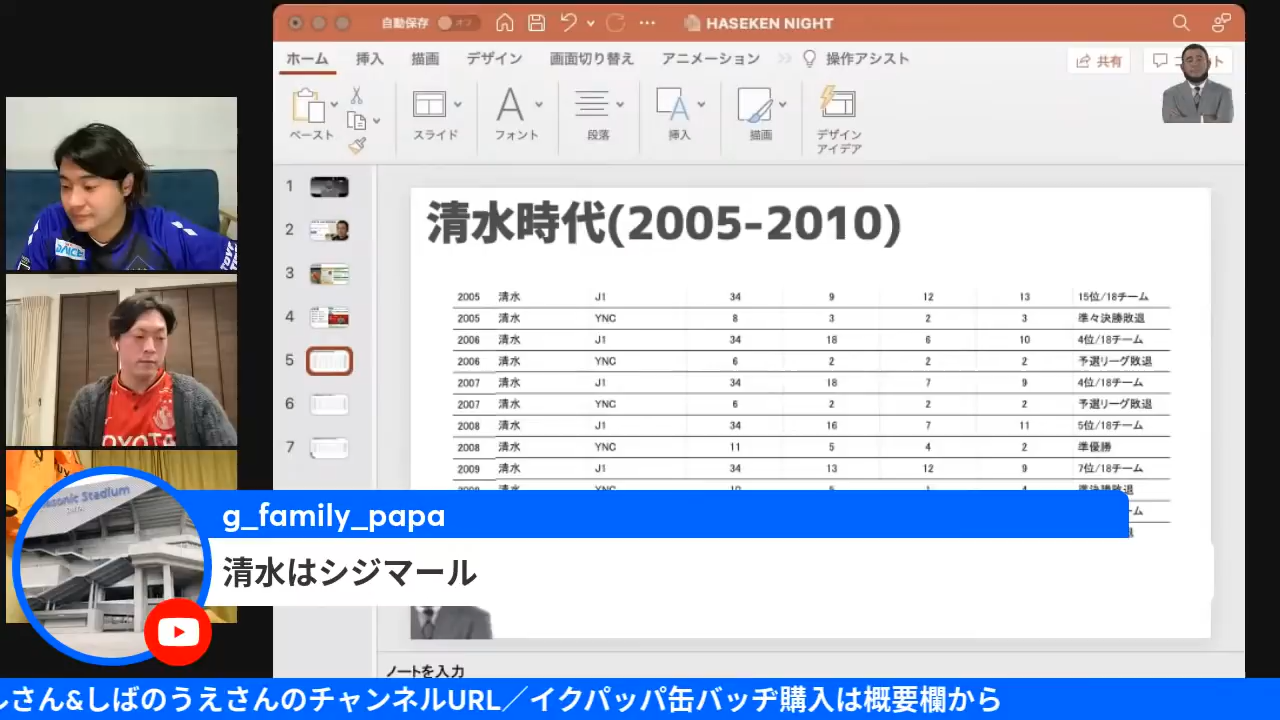 自動保存 オフ
HASEKEN NIGHT
ホーム 挿入 描画 デザイン 画面切り替え アニメーション 操作アシスト 共有
ペースト スライド フォント 段落 挿入 描画 デザイン
アイデア
1
2
3
4
5
6
7
清水時代(2005-2010)
2005 清水 J1 34 9 12 13 15位/18チーム
2005 清水 YNC 8 3 2 3 準々決勝敗退
2006 清水 J1 34 18 6 10 4位/18チーム
2006 清水 YNC 6 2 2 2 予選リーグ敗退
2007 清水 J1 34 18 7 9 4位/18チーム
2007 清水 YNC 6 2 2 2 予選リーグ敗退
2008 清水 J1 34 16 7 11 5位/18チーム
2008 清水 YNC 11 5 4 2 準優勝
2009 清水 J1 34 13 12 9 7位/18チーム
g_family_papa
清水はシジマール
ノートを入力
さん&しばのうえさんのチャンネルURL／イクパッパ缶バッヂ購入は概要欄から
DAICE
TOYOTA
asonic Stadium